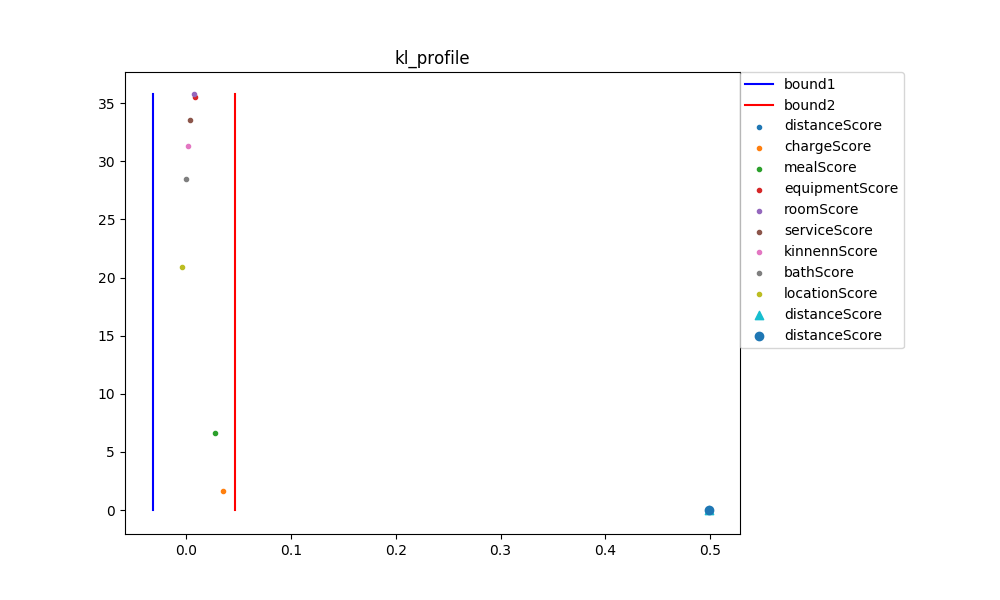 kl_profile
35
30
25
20
15
10
5
0
0.0 0.1 0.2 0.3 0.4 0.5
bound1
bound2
distanceScore
chargeScore
mealScore
equipmentScore
roomScore
serviceScore
kinnennScore
bathScore
locationScore
distanceScore
distanceScore